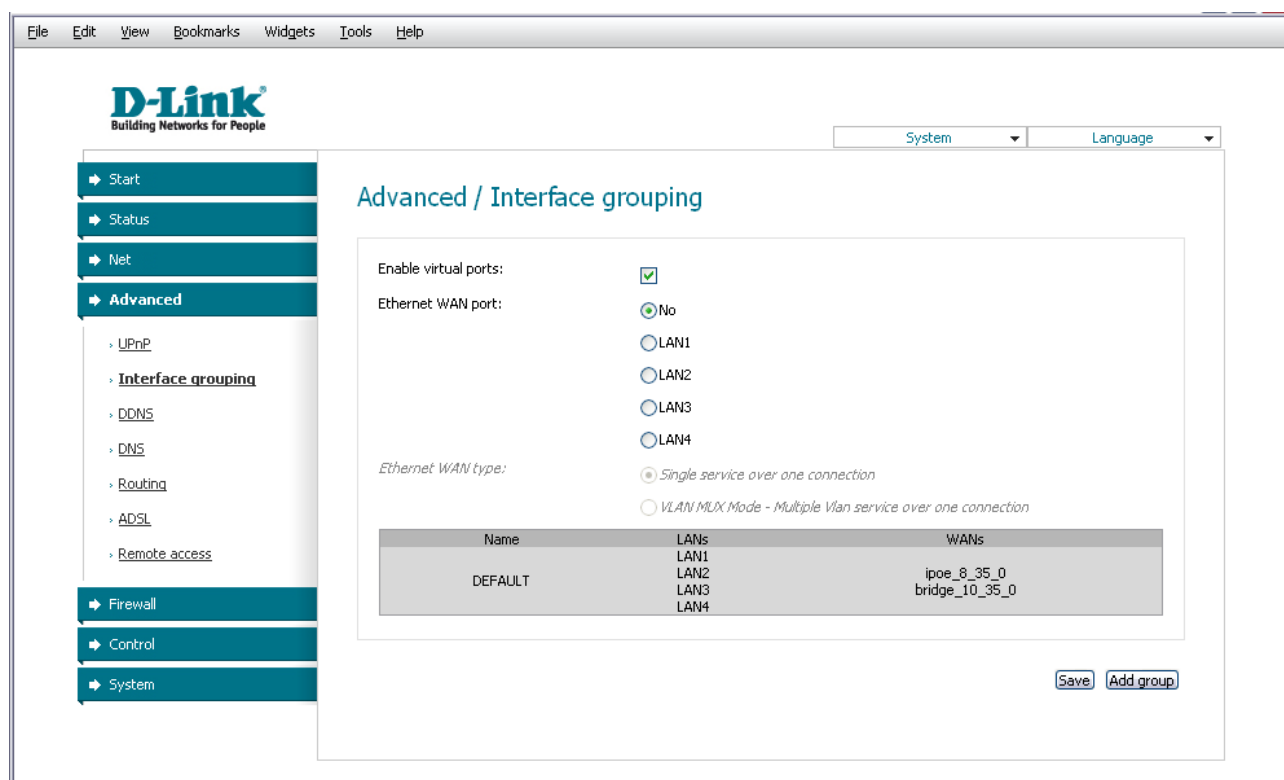 File Edit View Bookmarks Widgets Tools Help
D-Link
Building Networks for People
System Language
Start
Status
Net
Advanced
UPnP
Interface grouping
DDNS
DNS
Routing
ADSL
Remote access
Firewall
Control
System
Advanced / Interface grouping
Enable virtual ports:
Ethernet WAN port:
No
LAN1
LAN2
LAN3
LAN4
Ethernet WAN type:
Single service over one connection
VLAN MUX Mode - Multiple Vlan service over one connection
Name LANs WANs
DEFAULT
LAN1
LAN2
LAN3
LAN4
ipoe_8_35_0
bridge_10_35_0
Save Add group